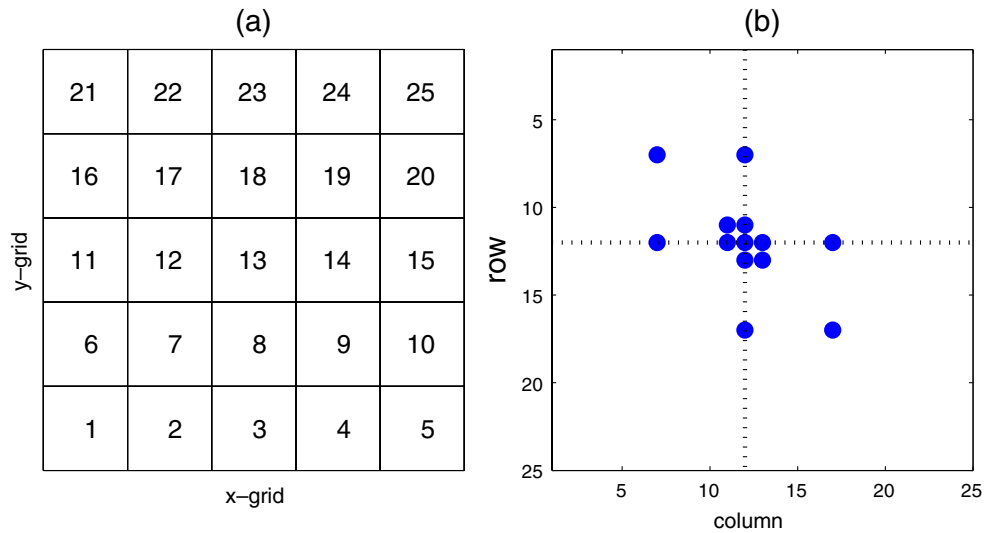 (a)
21 22 23 24 25
16 17 18 19 20
11 12 13 14 15
6 7 8 9 10
1 2 3 4 5
y–grid
x–grid
(b)
5
10
15
20
25
row
5 10 15 20 25
column